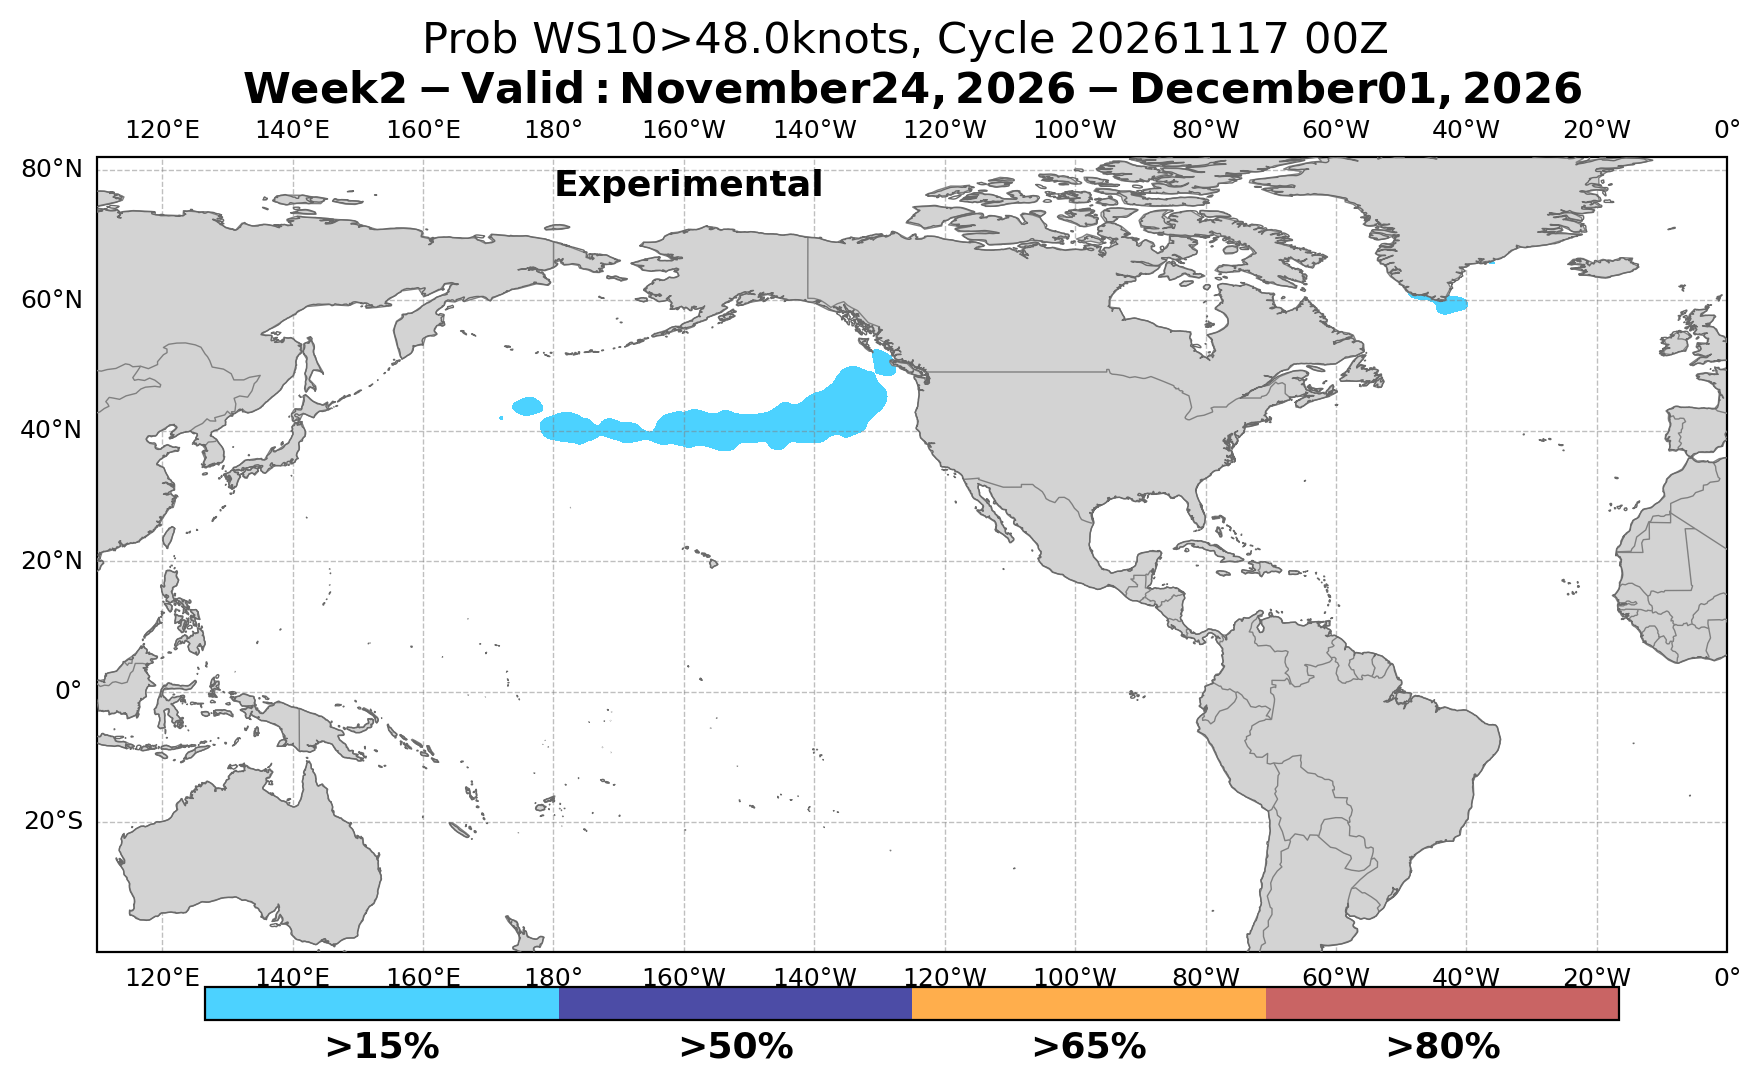 Prob WS10>48.0knots, Cycle 20261117 00Z
Week2 − Valid : November24, 2026 − December01, 2026
120°E 140°E 160°E 180° 160°W 140°W 120°W 100°W 80°W 60°W 40°W 20°W 0°
80°N
Experimental
60°N
40°N
20°N
0°
20°S
120°E 140°E 160°E 180° 160°W 140°W 120°W 100°W 80°W 60°W 40°W 20°W 0°
>15% >50% >65% >80%